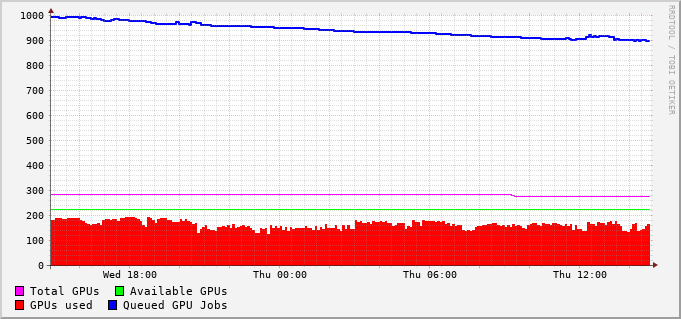 1000
900
800
700
600
500
400
300
200
100
0
Wed 18:00 Thu 00:00 Thu 06:00 Thu 12:00
Total GPUs Available GPUs
GPUs used Queued GPU Jobs
RRDTOOL / TOBI OETIKER